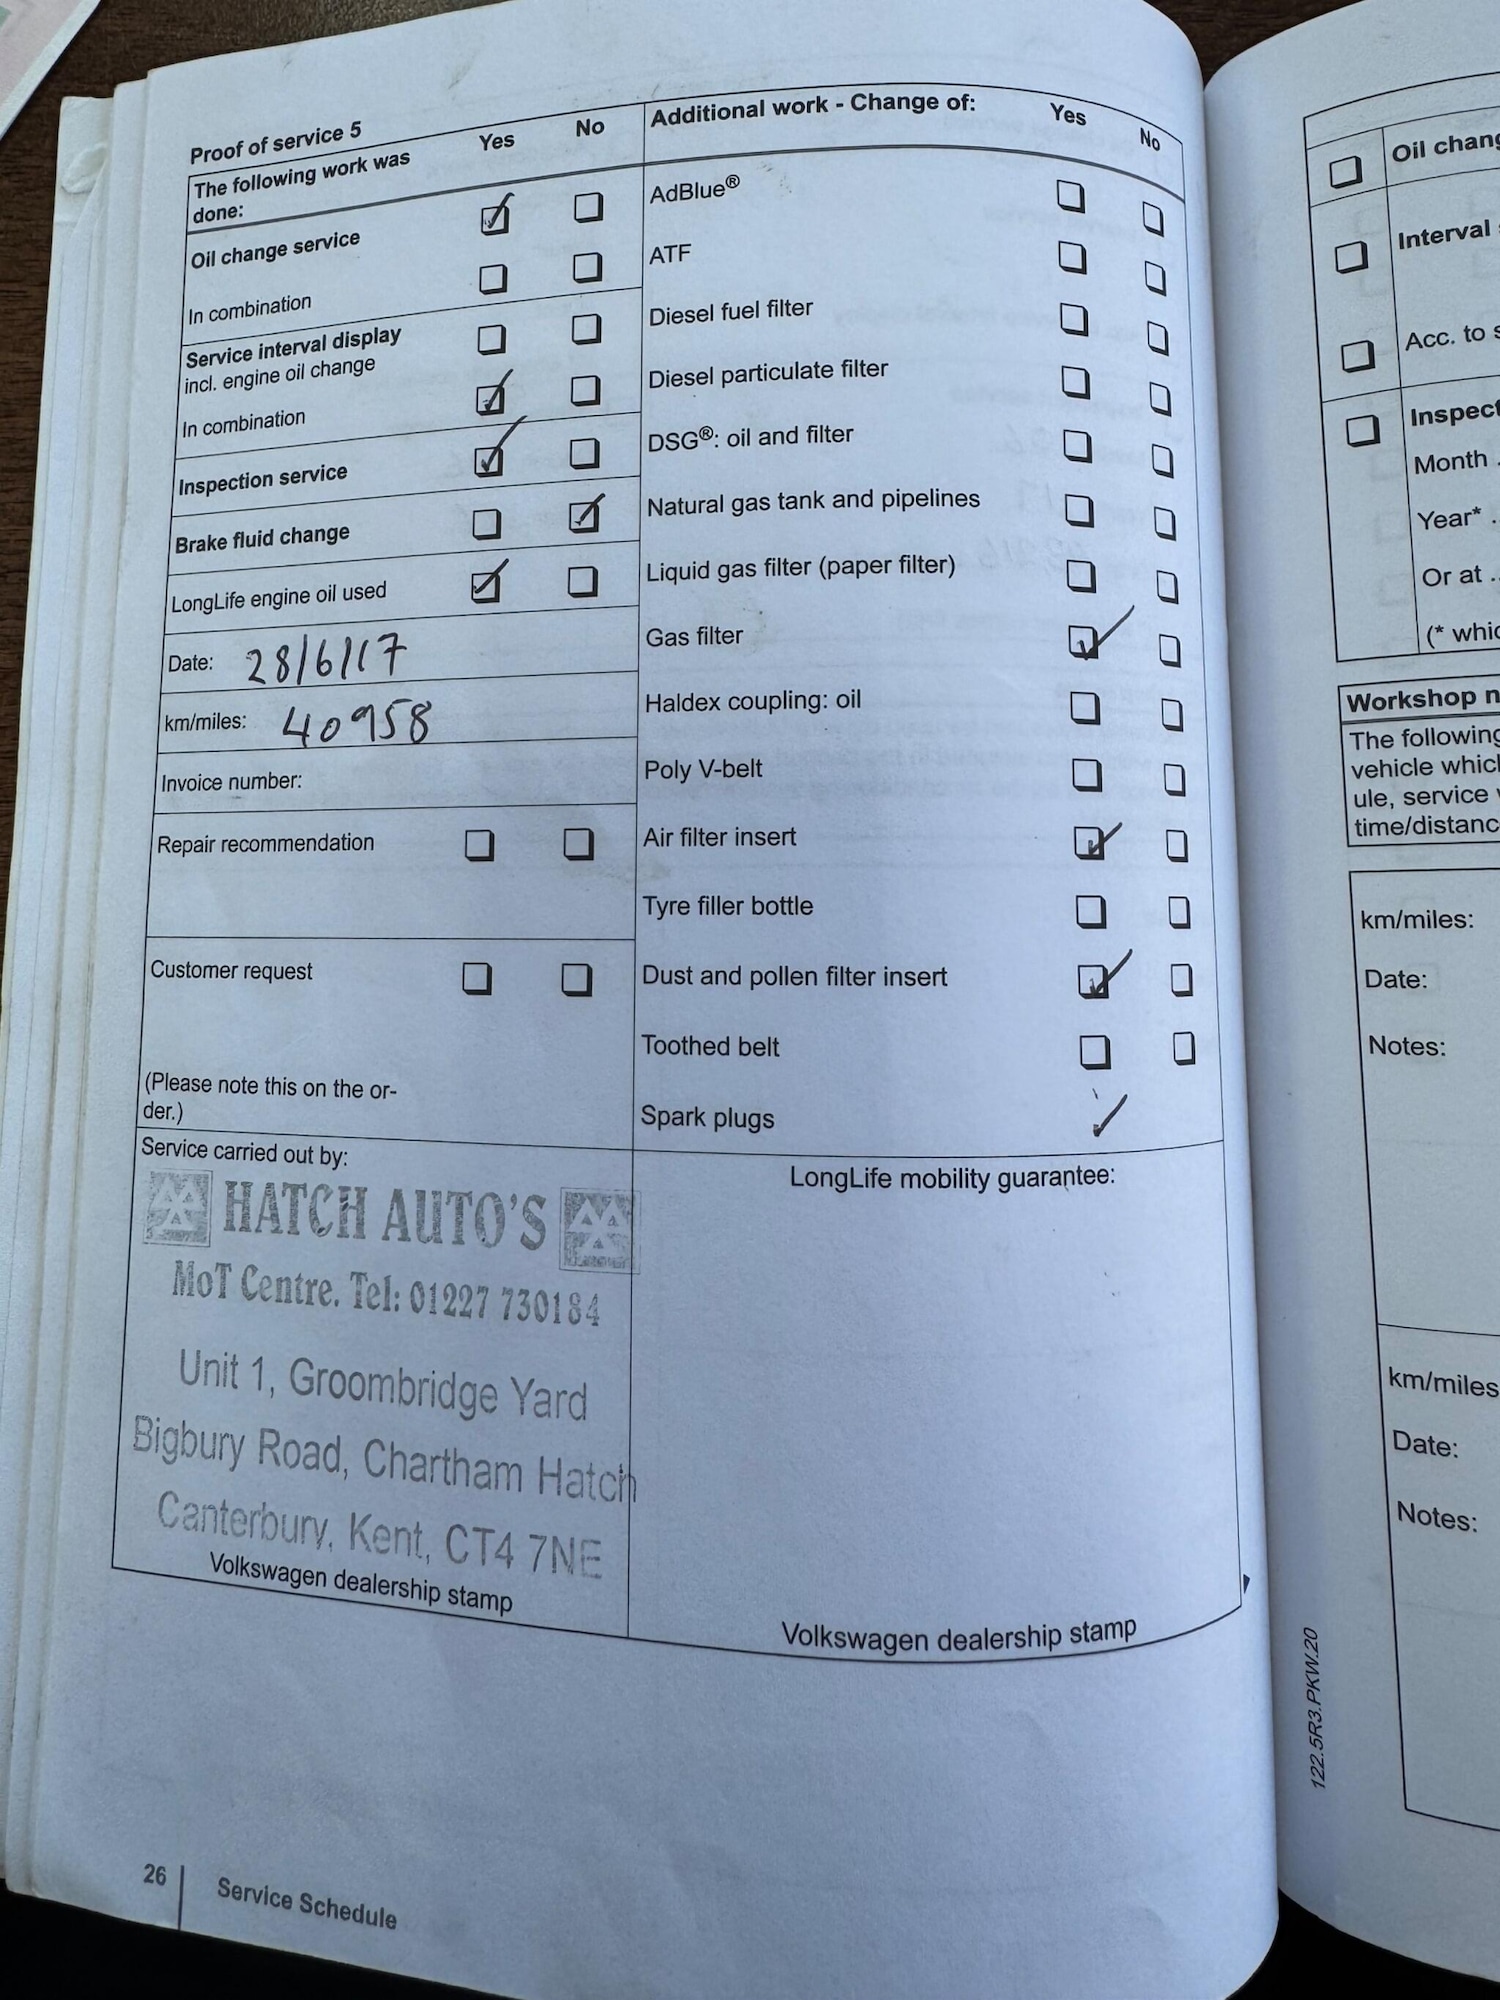 Proof of service 5
The following work was
done:
Yes No
Oil change service
In combination
Service interval display
incl. engine oil change
In combination
Inspection service
Brake fluid change
LongLife engine oil used
Date: 28/6/17
km/miles: 40958
Invoice number:
Repair recommendation
Customer request
(Please note this on the or-
der.)
Service carried out by:
HATCH AUTO'S
MoT Centre. Tel: 01227 730184
Unit 1, Groombridge Yard
Bigbury Road, Chartham Hatch
Canterbury, Kent, CT4 7NE
Volkswagen dealership stamp
Additional work - Change of: Yes No
AdBlue®
ATF
Diesel fuel filter
Diesel particulate filter
DSG®: oil and filter
Natural gas tank and pipelines
Liquid gas filter (paper filter)
Gas filter
Haldex coupling: oil
Poly V-belt
Air filter insert
Tyre filler bottle
Dust and pollen filter insert
Toothed belt
Spark plugs
LongLife mobility guarantee:
Volkswagen dealership stamp
26 Service Schedule
Oil chang
Interval
Acc. to s
Inspect
Month .
Year* .
Or at ..
(* whic
Workshop n
The following
vehicle whicl
ule, service
time/distanc
km/miles:
Date:
Notes:
km/miles
Date:
Notes:
122.5R3.PKW.20